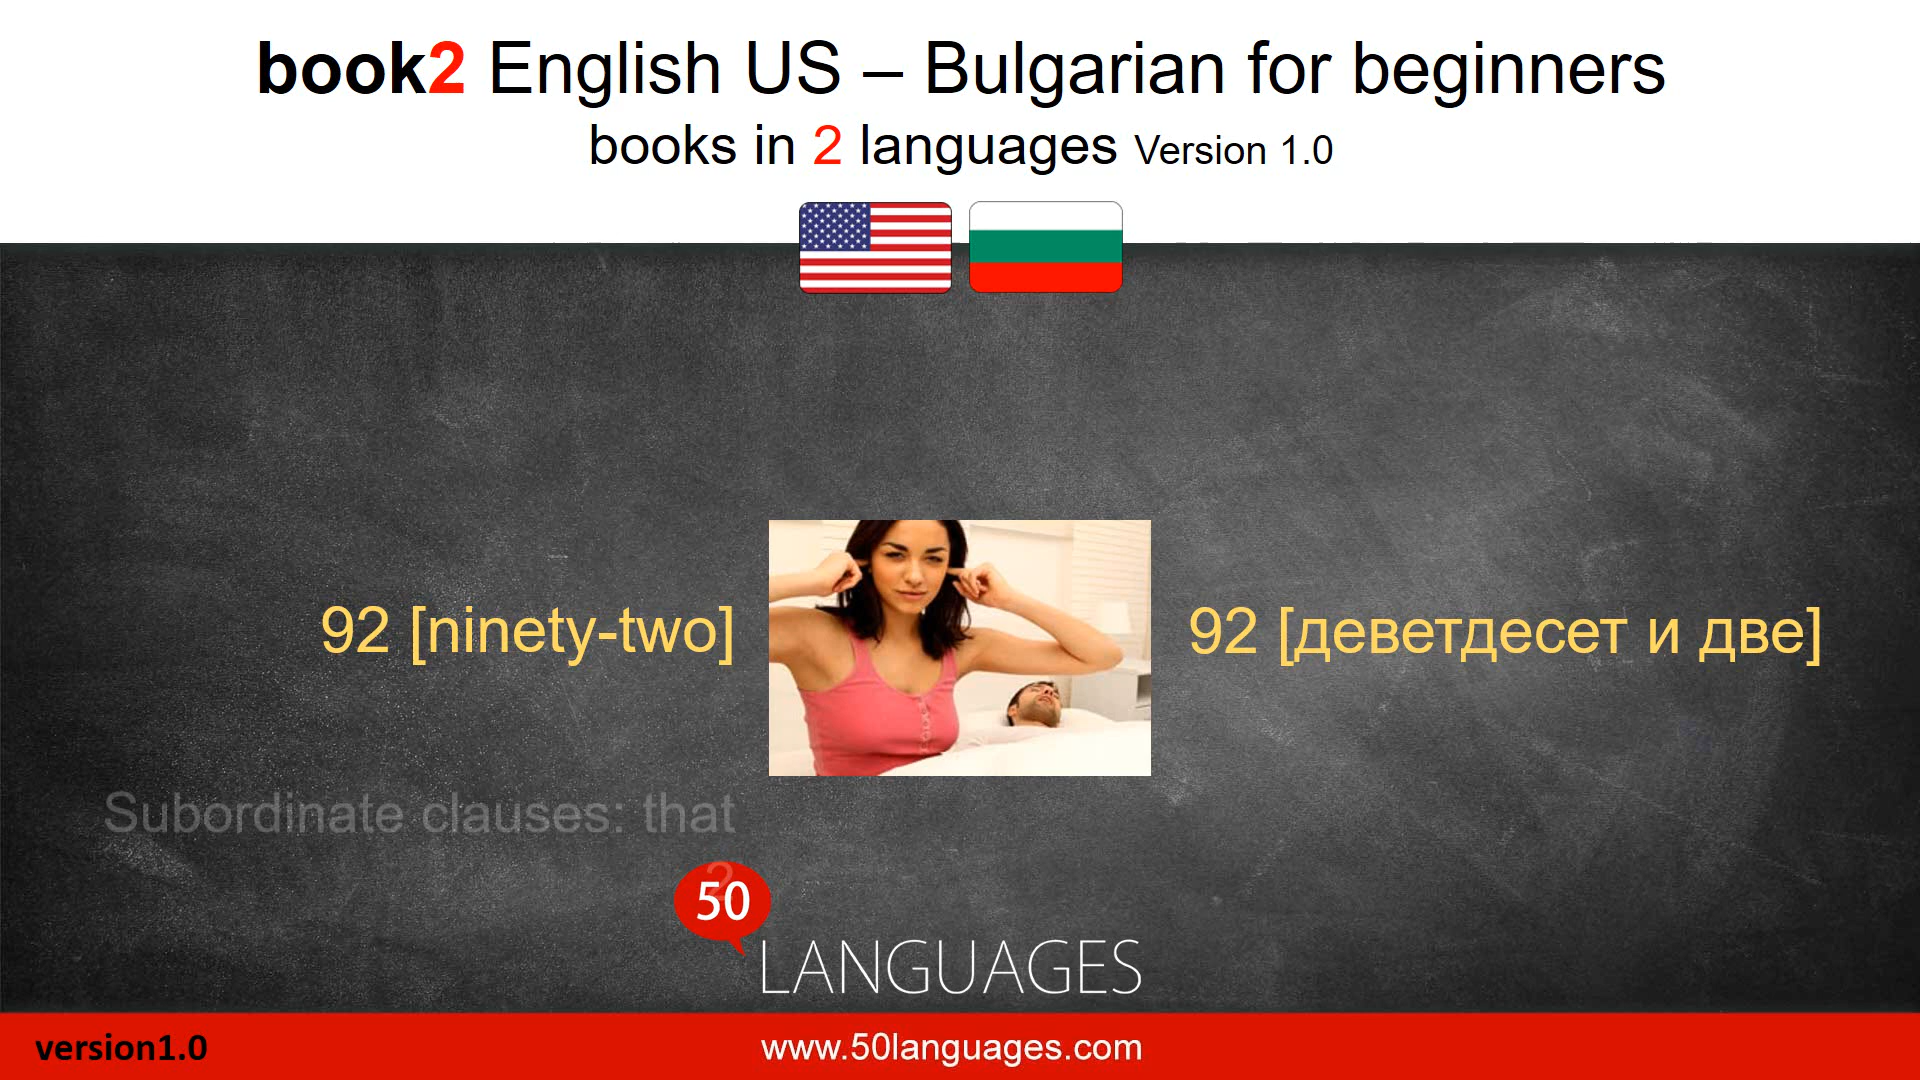 book2 English US – Bulgarian for beginners
books in 2 languages Version 1.0
92 [ninety-two]
92 [деветдесет и две]
Subordinate clauses: that
2
50
LANGUAGES
version1.0
www.50languages.com